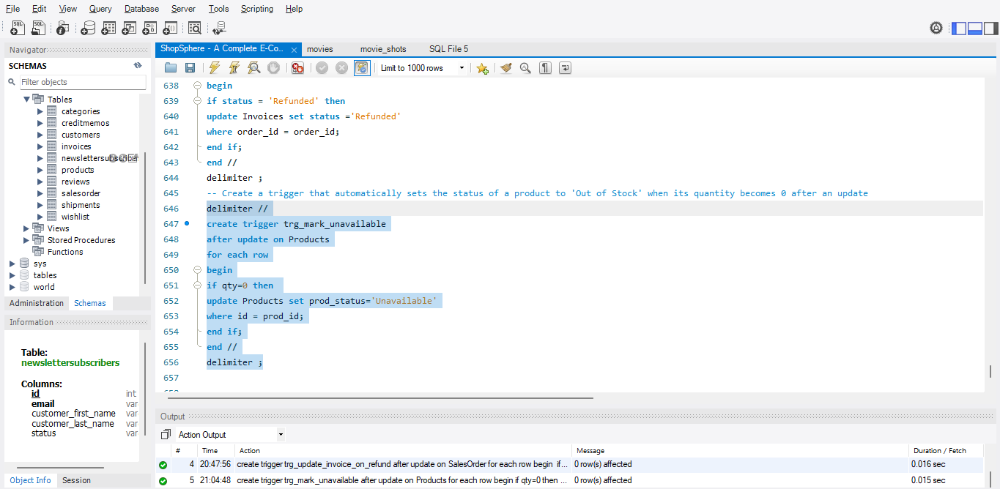 File Edit View Query Database Server Tools Scripting Help
Navigator
SCHEMAS
Filter objects
Tables
categories
creditmemos
customers
invoices
newslettersubscribers
products
reviews
salesorder
shipments
wishlist
Views
Stored Procedures
Functions
sys
tables
world
Administration Schemas
Information
Table:
newslettersubscribers
Columns:
id int
email var
customer_first_name var
customer_last_name var
status var
Object Info Session
ShopSphere - A Complete E-Co... movies movie_shots SQL File 5
Limit to 1000 rows
638 begin
639 if status = 'Refunded' then
640 update Invoices set status ='Refunded'
641 where order_id = order_id;
642 end if;
643 end //
644 delimiter ;
645 -- Create a trigger that automatically sets the status of a product to 'Out of Stock' when its quantity becomes 0 after an update
646 delimiter //
647 create trigger trg_mark_unavailable
648 after update on Products
649 for each row
650 begin
651 if qty=0 then
652 update Products set prod_status='Unavailable'
653 where id = prod_id;
654 end if;
655 end //
656 delimiter ;
657
Output
Action Output
# Time Action Message Duration / Fetch
4 20:47:56 create trigger trg_update_invoice_on_refund after update on SalesOrder for each row begin if... 0 row(s) affected 0.016 sec
5 21:04:48 create trigger trg_mark_unavailable after update on Products for each row begin if qty=0 then ... 0 row(s) affected 0.015 sec